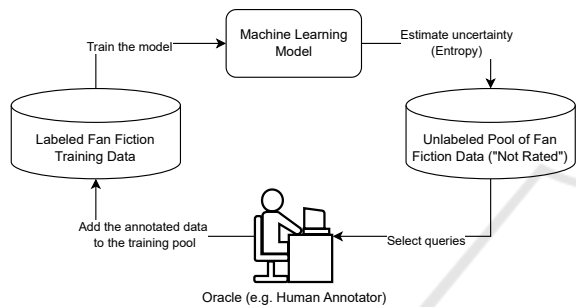 Train the model
Machine Learning
Model
Estimate uncertainty
(Entropy)
Labeled Fan Fiction
Training Data
Unlabeled Pool of Fan
Fiction Data ("Not Rated")
Add the annotated data
to the training pool
Select queries
Oracle (e.g. Human Annotator)